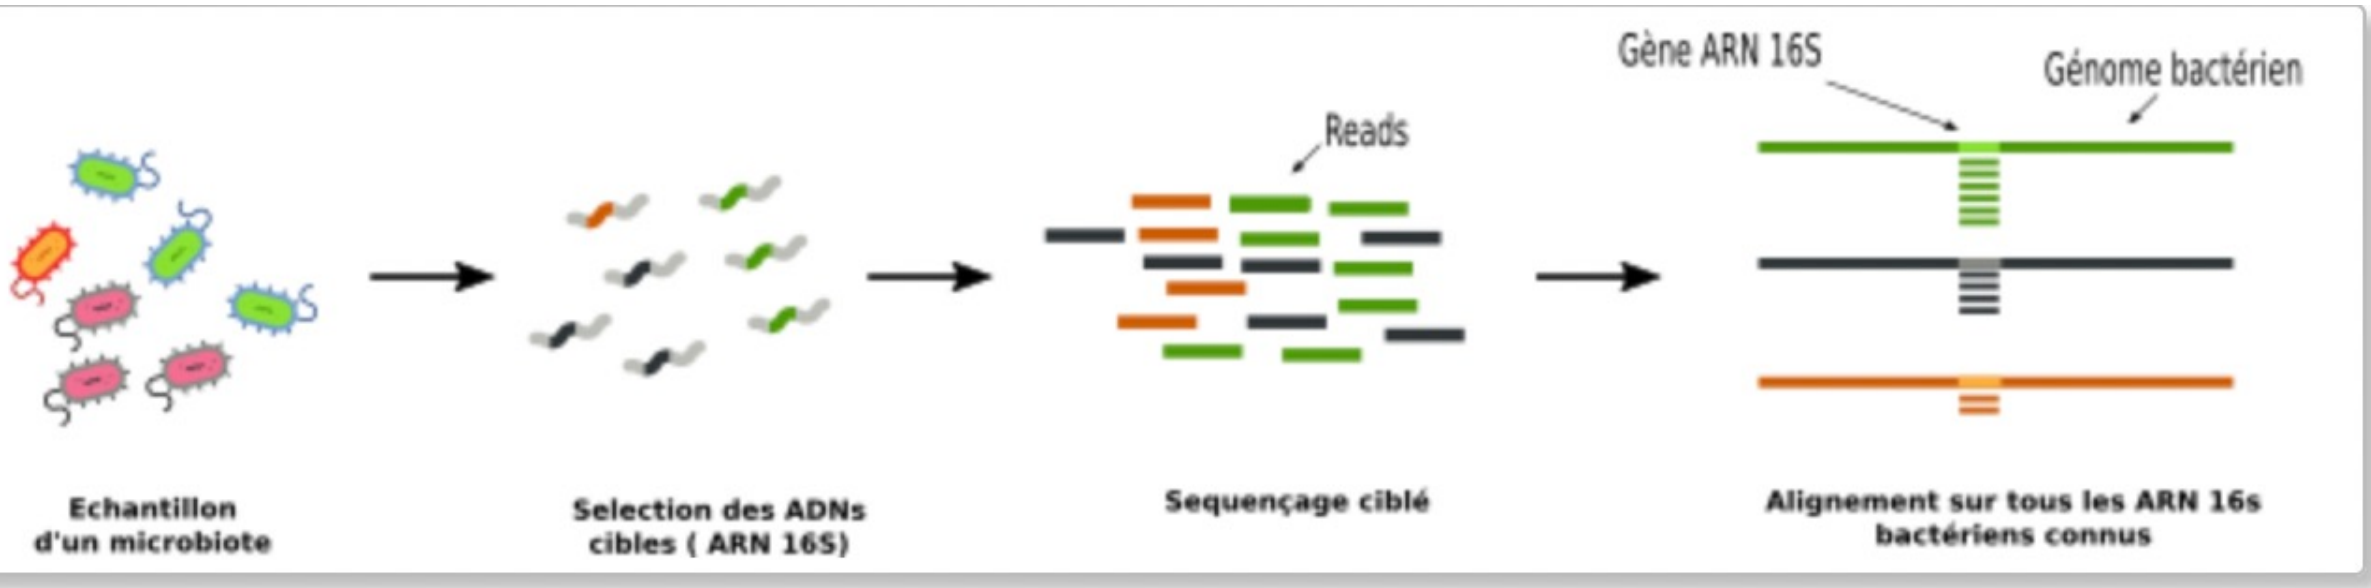 Gène ARN 16S
Génome bactérien
Reads
Echantillon
d'un microbiote
Selection des ADNs
cibles ( ARN 16S)
Sequençage ciblé
Alignement sur tous les ARN 16s
bactériens connus